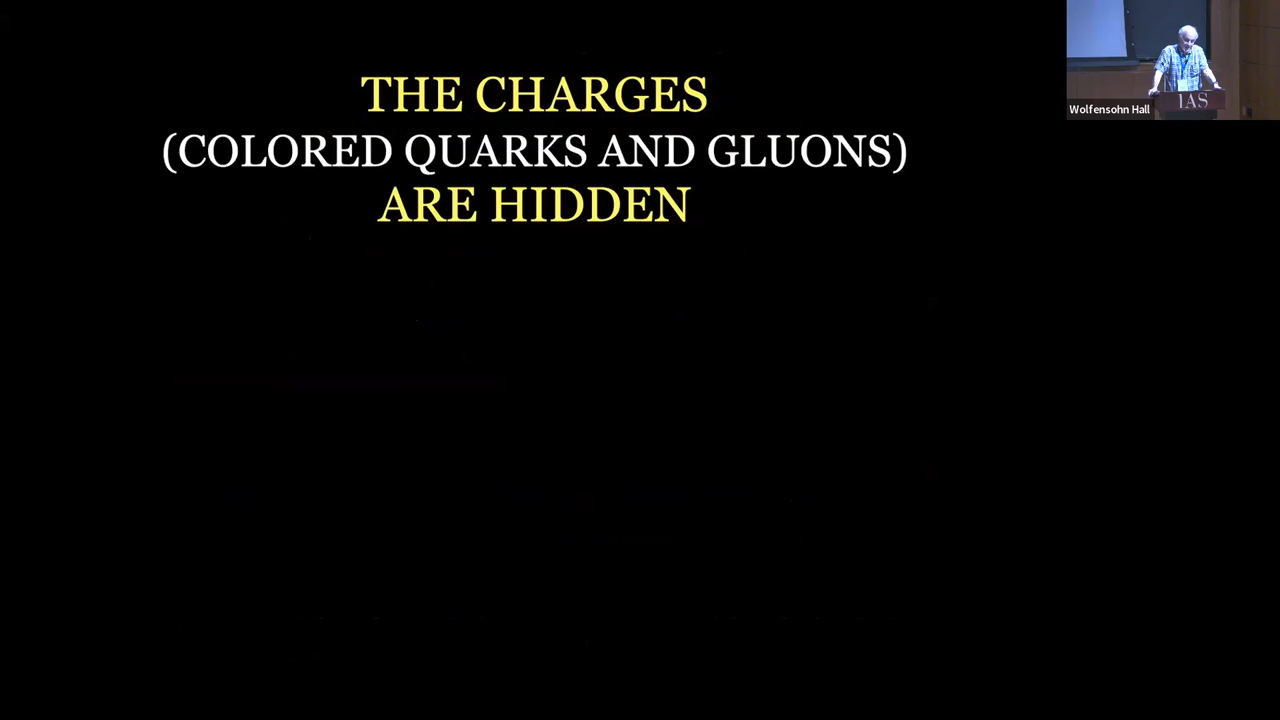 THE CHARGES
(COLORED QUARKS AND GLUONS)
ARE HIDDEN
Wolfensohn Hall
IAS